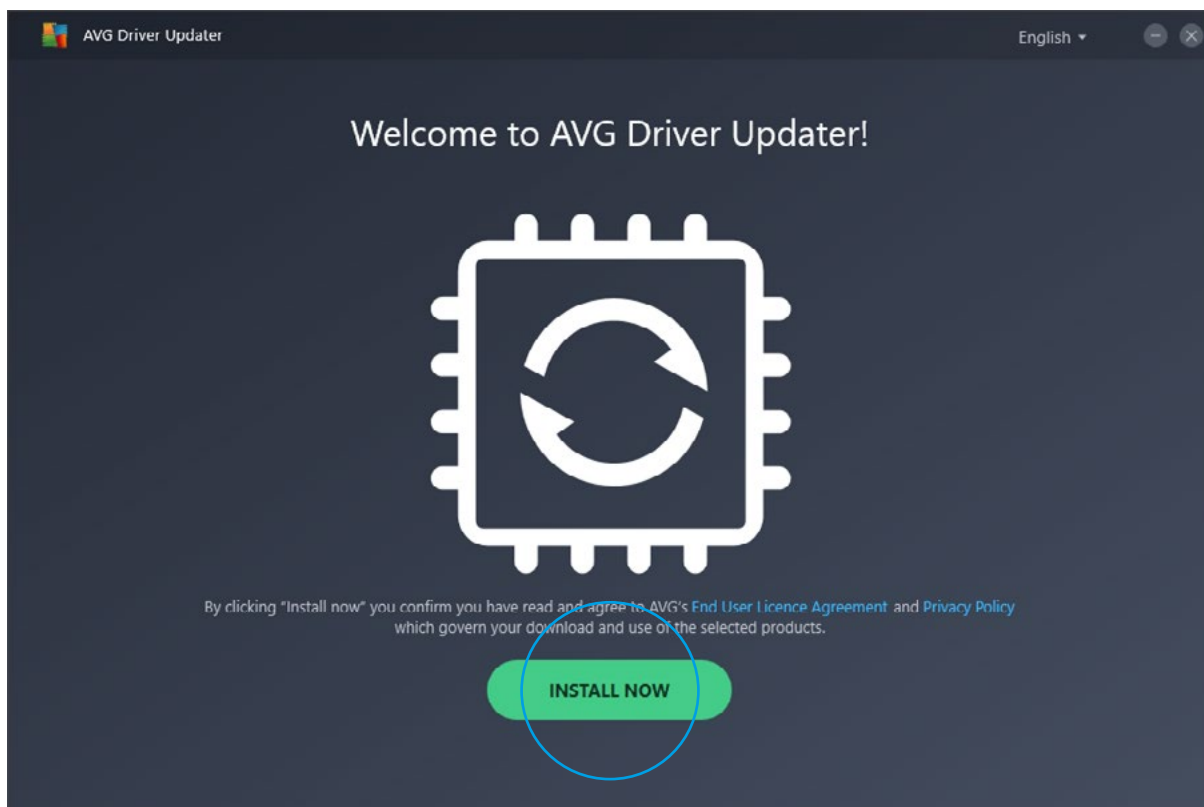 AVG Driver Updater
English
Welcome to AVG Driver Updater!
By clicking "Install now" you confirm you have read and agree to AVG's End User Licence Agreement and Privacy Policy
which govern your download and use of the selected products.
INSTALL NOW